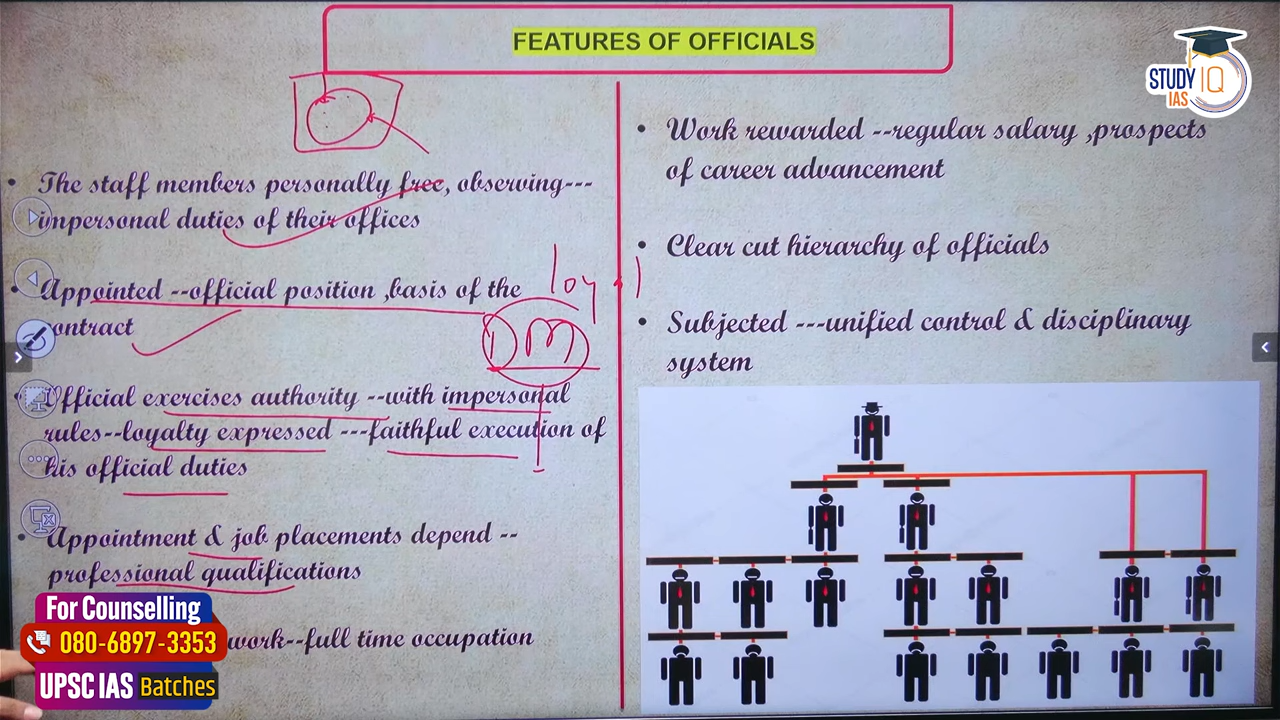 FEATURES OF OFFICIALS
STUDY IQ
IAS
The staff members personally free, observing---
impersonal duties of their offices
Appointed --official position ,basis of the
contract
loyal
DM
Official exercises authority --with impersonal
rules--loyalty expressed ---faithful execution of
his official duties
Appointment & job placements depend --
professional qualifications
work--full time occupation
Work rewarded --regular salary ,prospects
of career advancement
Clear cut hierarchy of officials
Subjected ---unified control & disciplinary
system
For Counselling
080-6897-3353
UPSC IAS Batches